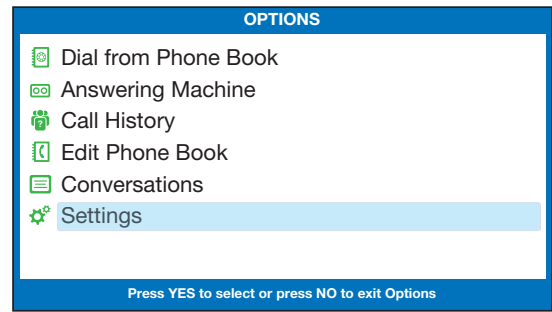 OPTIONS
Dial from Phone Book
Answering Machine
Call History
Edit Phone Book
Conversations
Settings
Press YES to select or press NO to exit Options